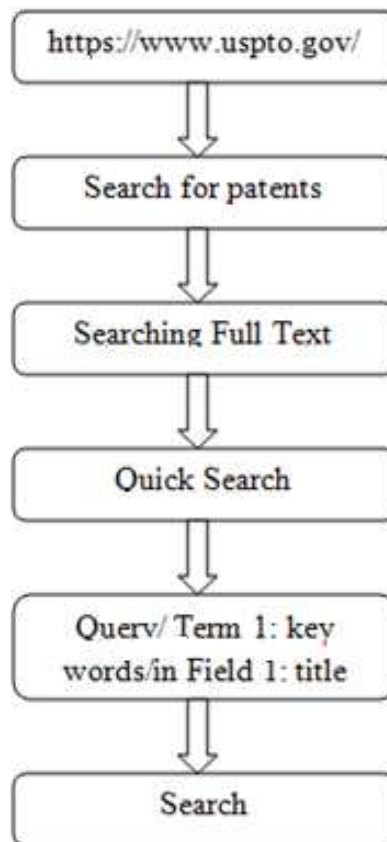 https://www.uspto.gov/
Search for patents
Searching Full Text
Quick Search
Query/ Term 1: key
words/in Field 1: title
Search